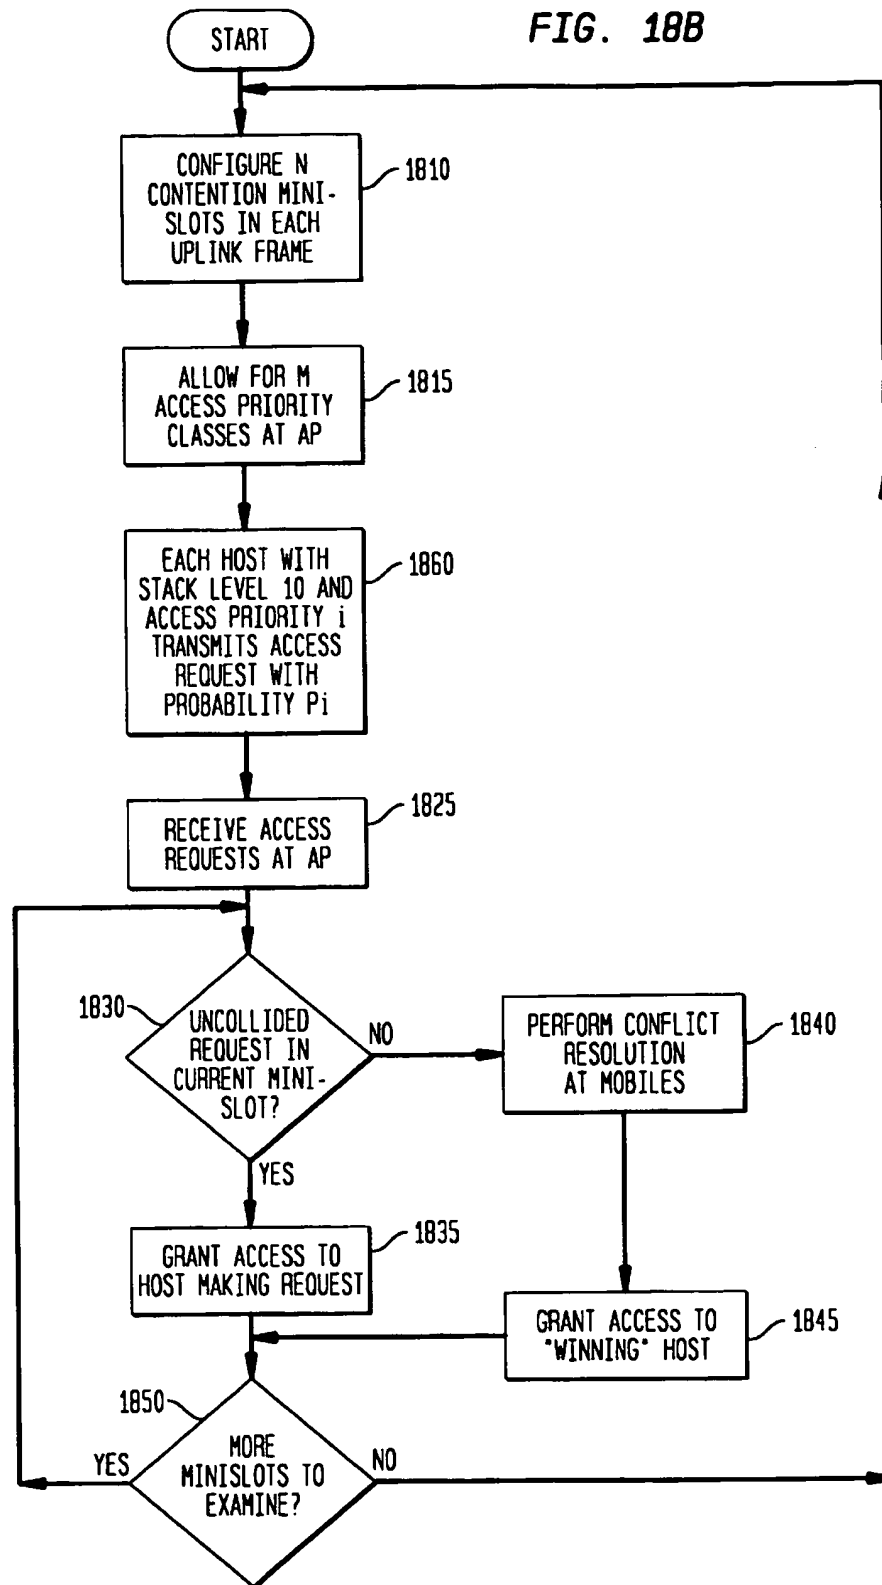 FIG. 18B
START
CONFIGURE N
CONTENTION MINI-
SLOTS IN EACH
UPLINK FRAME
1810
ALLOW FOR M
ACCESS PRIORITY
CLASSES AT AP
1815
EACH HOST WITH
STACK LEVEL 10 AND
ACCESS PRIORITY i
TRANSMITS ACCESS
REQUEST WITH
PROBABILITY Pi
1860
RECEIVE ACCESS
REQUESTS AT AP
1825
1830
UNCOLLIDED
REQUEST IN
CURRENT MINI-
SLOT?
NO
PERFORM CONFLICT
RESOLUTION
AT MOBILES
1840
YES
GRANT ACCESS TO
HOST MAKING REQUEST
1835
GRANT ACCESS TO
"WINNING" HOST
1845
1850
MORE
MINISLOTS TO
EXAMINE?
YES
NO